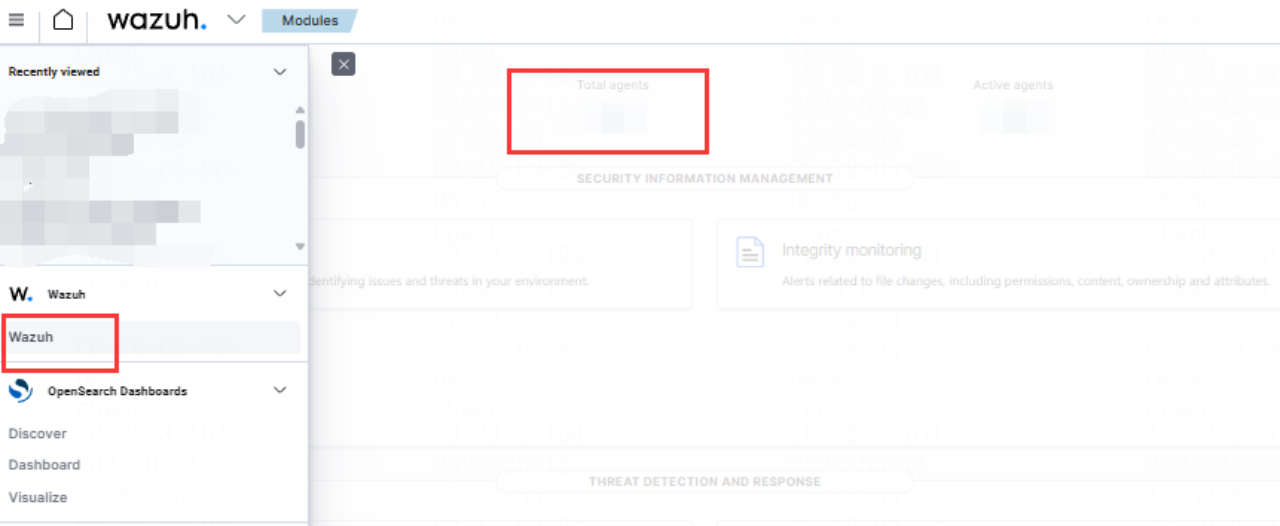 wazuh.
Modules
Recently viewed
Total agents
Active agents
SECURITY INFORMATION MANAGEMENT
Integrity monitoring
dentifying issues and threats in your environment.
Alerts related to file changes, including permissions, content, ownership and attributes.
W. Wazuh
Wazuh
OpenSearch Dashboards
Discover
Dashboard
Visualize
THREAT DETECTION AND RESPONSE